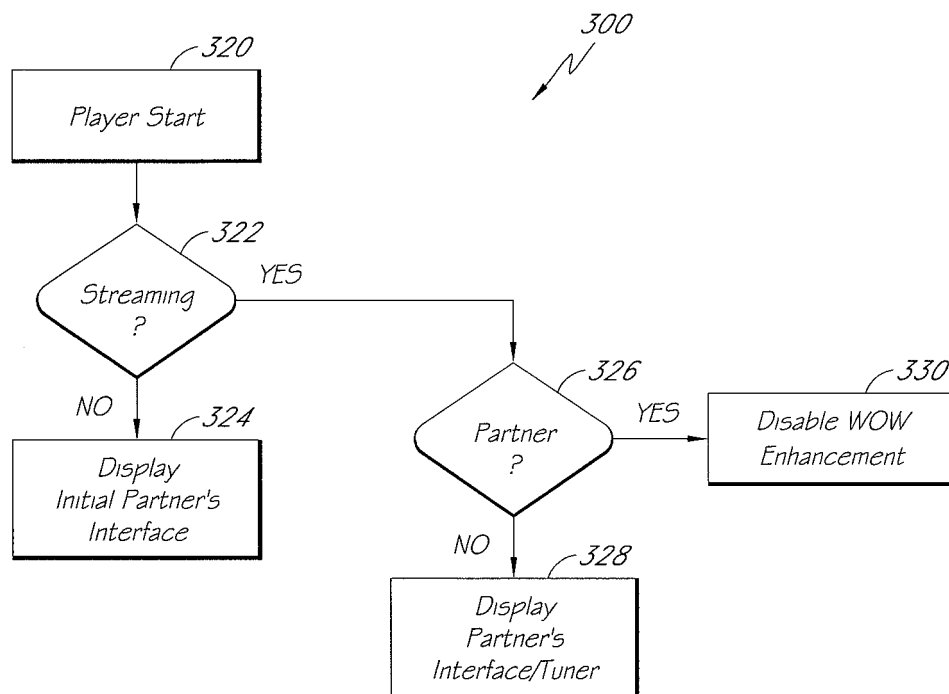 300
320
Player Start
322
Streaming
?
YES
NO
324
Display
Initial Partner's
Interface
326
Partner
?
YES
330
Disable WOW
Enhancement
NO
328
Display
Partner's
Interface/Tuner